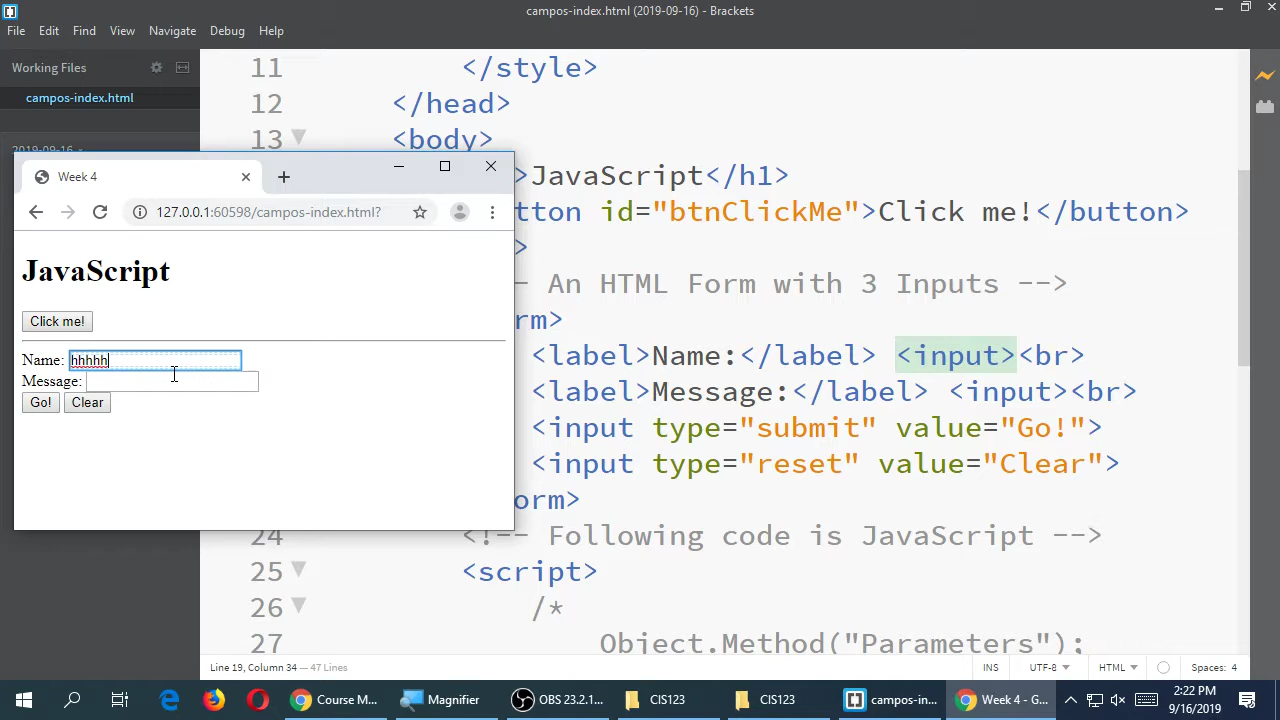 campos-index.html (2019-09-16) - Brackets
File Edit Find View Navigate Debug Help
Working Files
campos-index.html
2019-09-16
11 </style>
12 </head>
13 <body>
>JavaScript</h1>
tton id="btnClickMe">Click me!</button>
>
- An HTML Form with 3 Inputs -->
rm>
<label>Name:</label> <input><br>
<label>Message:</label> <input><br>
<input type="submit" value="Go!">
<input type="reset" value="Clear">
orm>
24 <!-- Following code is JavaScript -->
25 <script>
26 /*
27 Object.Method("Parameters");
Week 4
127.0.0.1:60598/campos-index.html?
JavaScript
Click me!
Name: hhhhh
Message:
Go! Clear
Line 19, Column 34 — 47 Lines
INS UTF-8 HTML Spaces: 4
Course M... Magnifier OBS 23.2.1... CIS123 CIS123 campos-in... Week 4 - G...
2:22 PM
9/16/2019